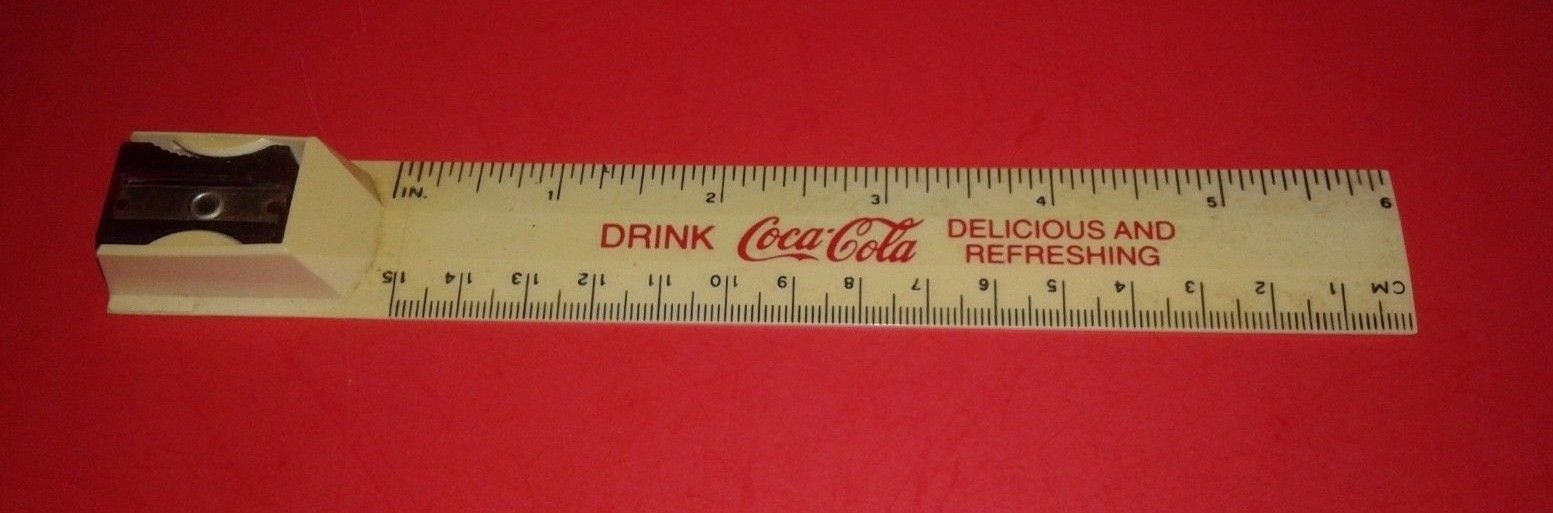 IN. 1 2 3 4 5 6
DRINK Coca-Cola DELICIOUS AND
REFRESHING
CM 1 2 3 4 5 6 7 8 9 10 11 12 13 14 15